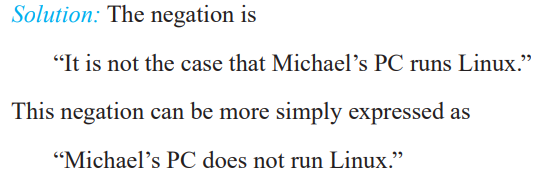 Solution: The negation is
“It is not the case that Michael’s PC runs Linux.”
This negation can be more simply expressed as
“Michael’s PC does not run Linux.”